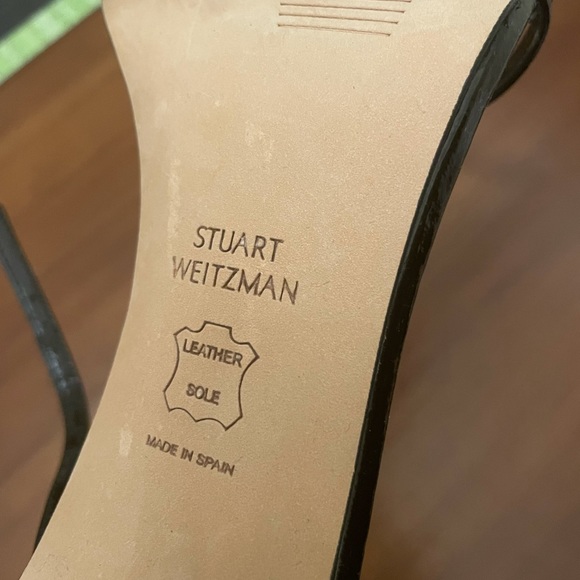 STUART
WEITZMAN
LEATHER
SOLE
MADE IN SPAIN